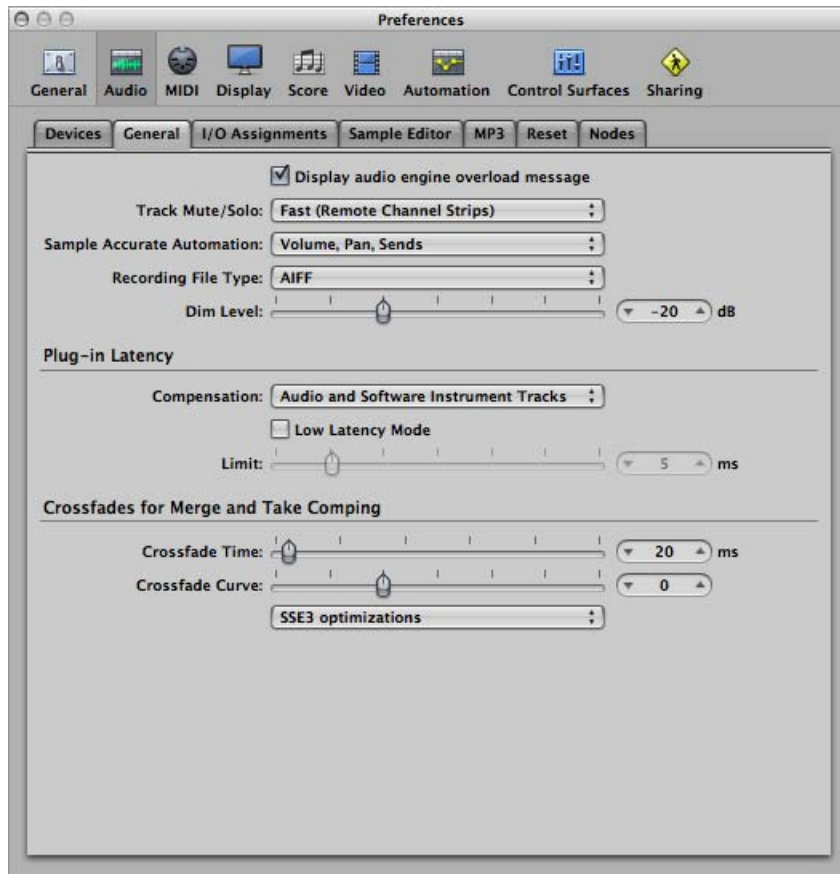 Preferences
General Audio MIDI Display Score Video Automation Control Surfaces Sharing
Devices General I/O Assignments Sample Editor MP3 Reset Nodes
Display audio engine overload message
Track Mute/Solo: Fast (Remote Channel Strips)
Sample Accurate Automation: Volume, Pan, Sends
Recording File Type: AIFF
Dim Level: -20 dB
Plug-in Latency
Compensation: Audio and Software Instrument Tracks
Low Latency Mode
Limit: 5 ms
Crossfades for Merge and Take Comping
Crossfade Time: 20 ms
Crossfade Curve: 0
SSE3 optimizations